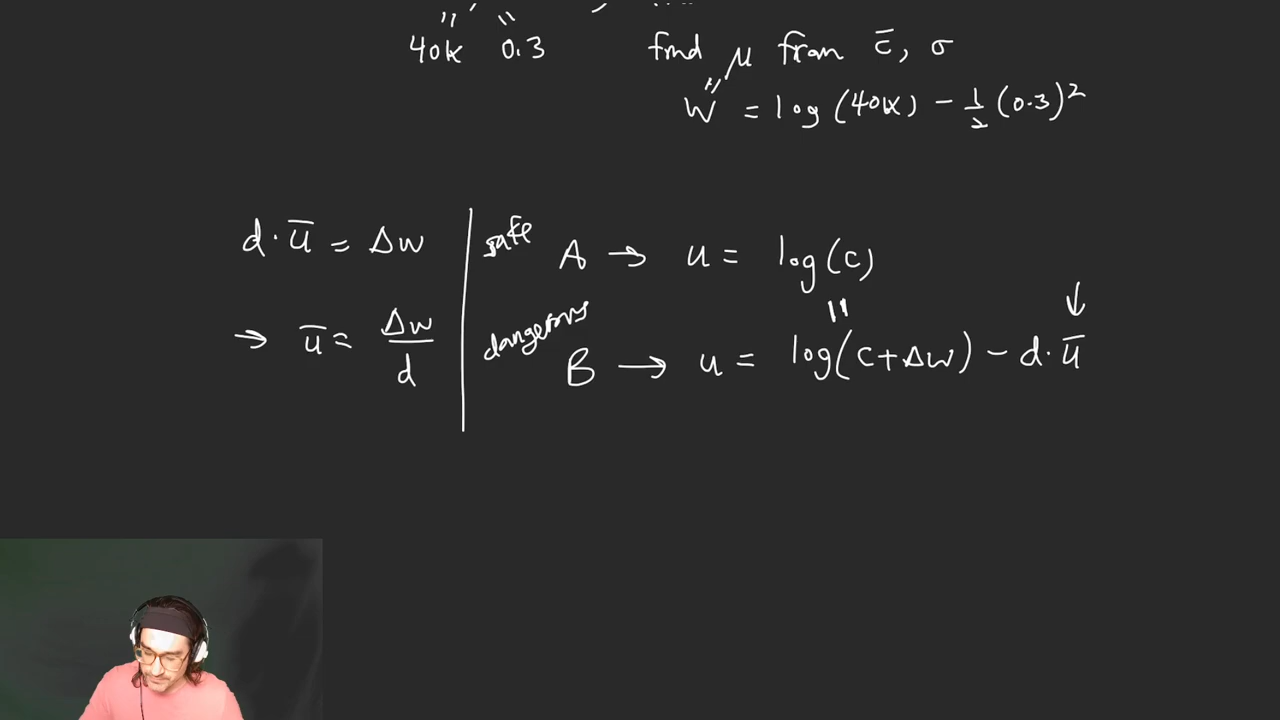 40k 0.3
find μ from c̄, σ
W = log(40k) − 1/2 (0.3)²
d · ū = Δw
⇒ ū = Δw/d
safe A → u = log(c)
dangerous B → u = log(c+Δw) − d · ū